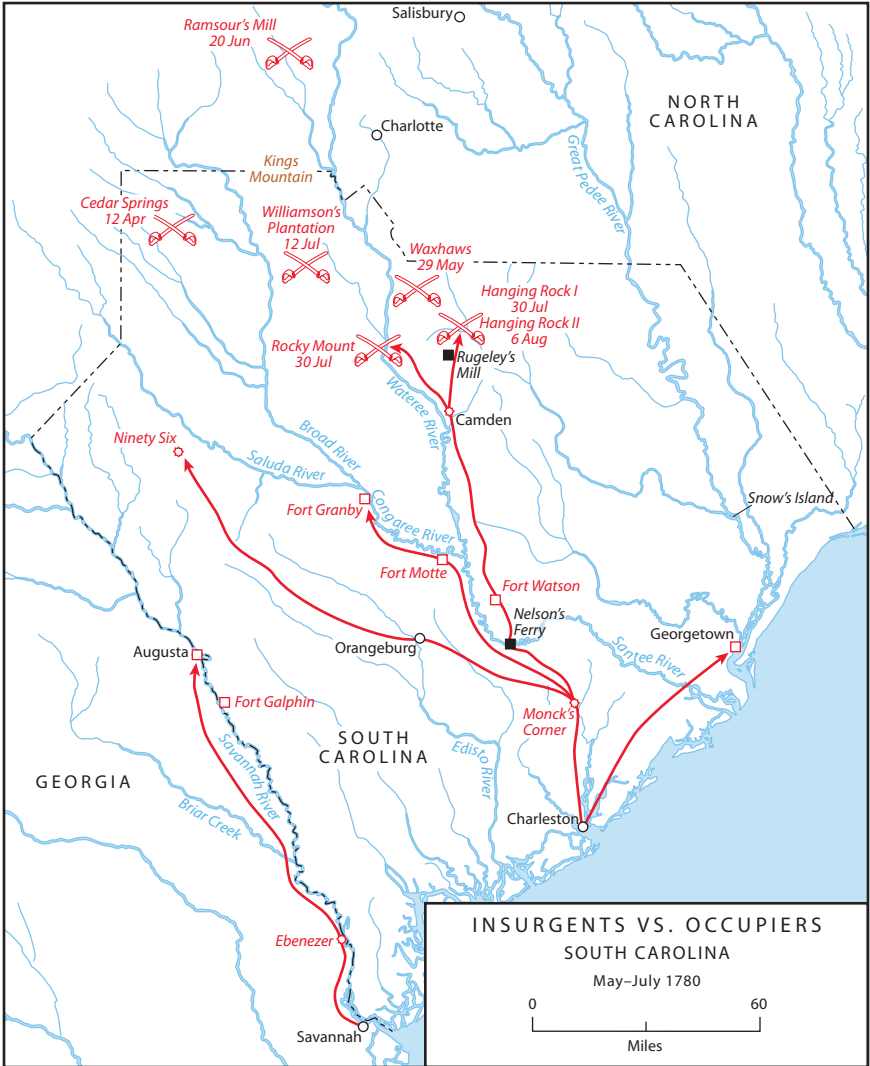 Ramsour's Mill
20 Jun
Salisbury
NORTH
CAROLINA
Charlotte
Great Pedee River
Kings
Mountain
Cedar Springs
12 Apr
Williamson's
Plantation
12 Jul
Waxhaws
29 May
Hanging Rock I
30 Jul
Hanging Rock II
6 Aug
Rocky Mount
30 Jul
Rugeley's
Mill
Wateree River
Camden
Ninety Six
Broad River
Saluda River
Fort Granby
Congaree River
Snow's Island
Fort Motte
Fort Watson
Nelson's
Ferry
Orangeburg
Georgetown
Santee River
Augusta
Fort Galphin
Monck's
Corner
SOUTH
CAROLINA
Edisto River
Savannah River
GEORGIA
Briar Creek
Charleston
Ebenezer
Savannah
INSURGENTS VS. OCCUPIERS
SOUTH CAROLINA
May–July 1780
0 60
Miles